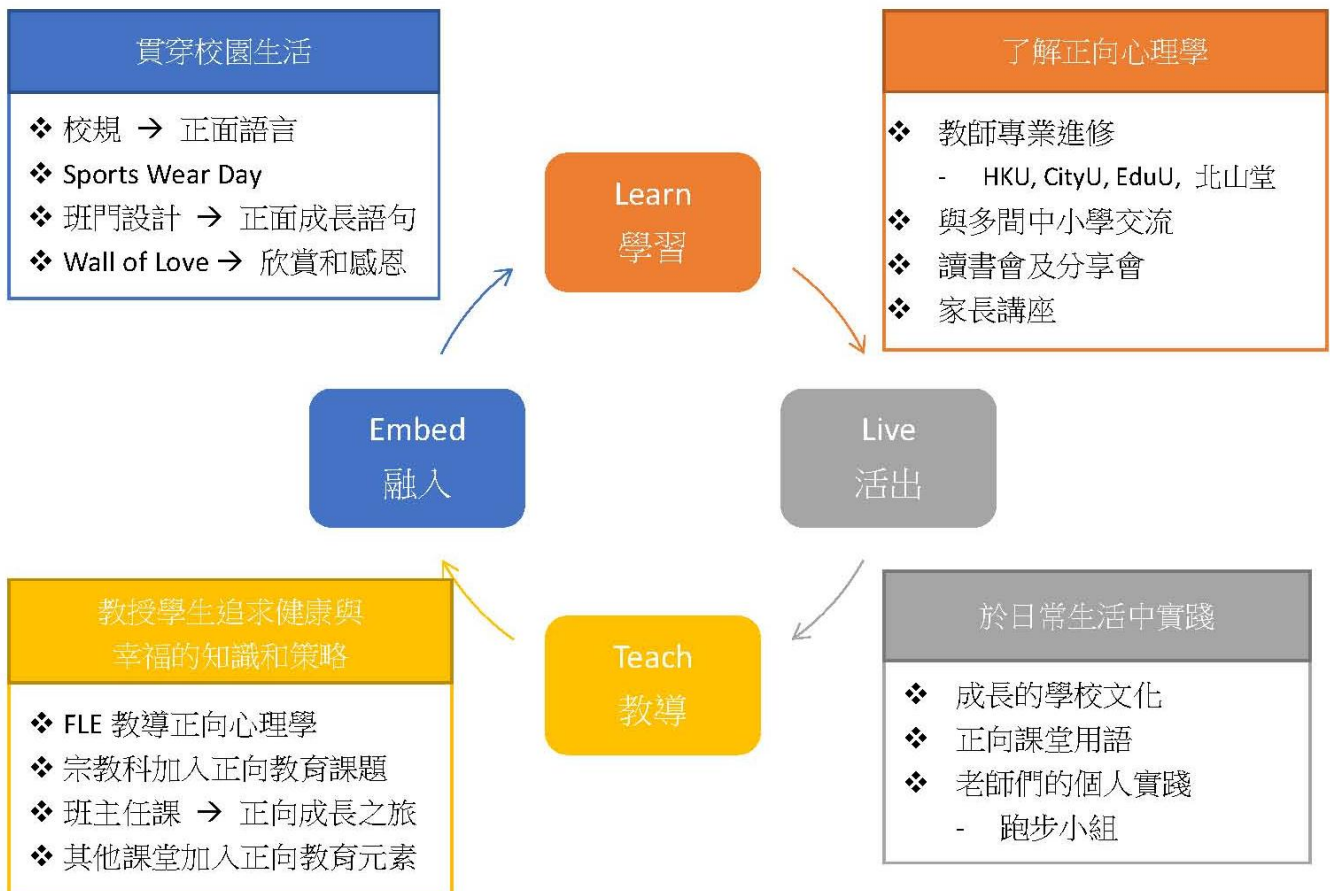 貫穿校園生活
❖ 校規 → 正面語言
❖ Sports Wear Day
❖ 班門設計 → 正面成長語句
❖ Wall of Love → 欣賞和感恩
Learn
學習
了解正向心理學
❖ 教師專業進修
- HKU, CityU, EduU, 北山堂
❖ 與多間中小學交流
❖ 讀書會及分享會
❖ 家長講座
Embed
融入
Live
活出
教授學生追求健康與
幸福的知識和策略
❖ FLE 教導正向心理學
❖ 宗教科加入正向教育課題
❖ 班主任課 → 正向成長之旅
❖ 其他課堂加入正向教育元素
Teach
教導
於日常生活中實踐
❖ 成長的學校文化
❖ 正向課堂用語
❖ 老師們的個人實踐
- 跑步小組